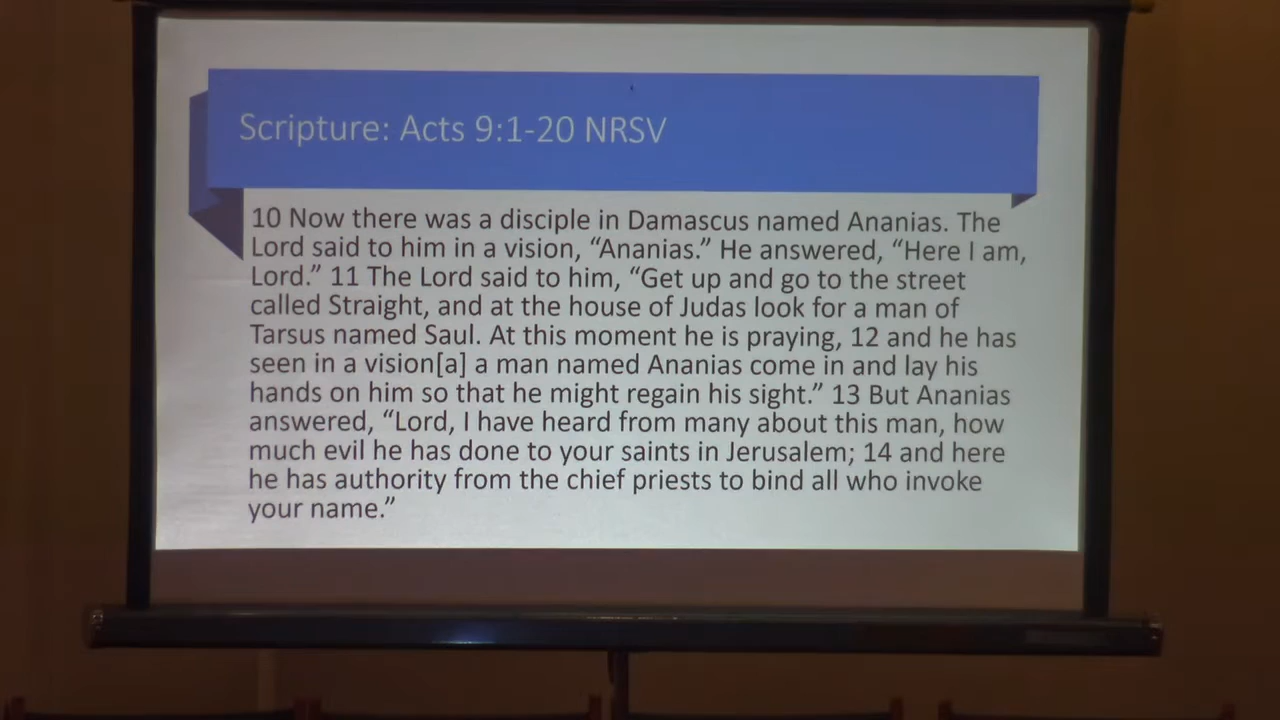 Scripture: Acts 9:1-20 NRSV
10 Now there was a disciple in Damascus named Ananias. The
Lord said to him in a vision, “Ananias.” He answered, “Here I am,
Lord.” 11 The Lord said to him, “Get up and go to the street
called Straight, and at the house of Judas look for a man of
Tarsus named Saul. At this moment he is praying, 12 and he has
seen in a vision[a] a man named Ananias come in and lay his
hands on him so that he might regain his sight.” 13 But Ananias
answered, “Lord, I have heard from many about this man, how
much evil he has done to your saints in Jerusalem; 14 and here
he has authority from the chief priests to bind all who invoke
your name.”